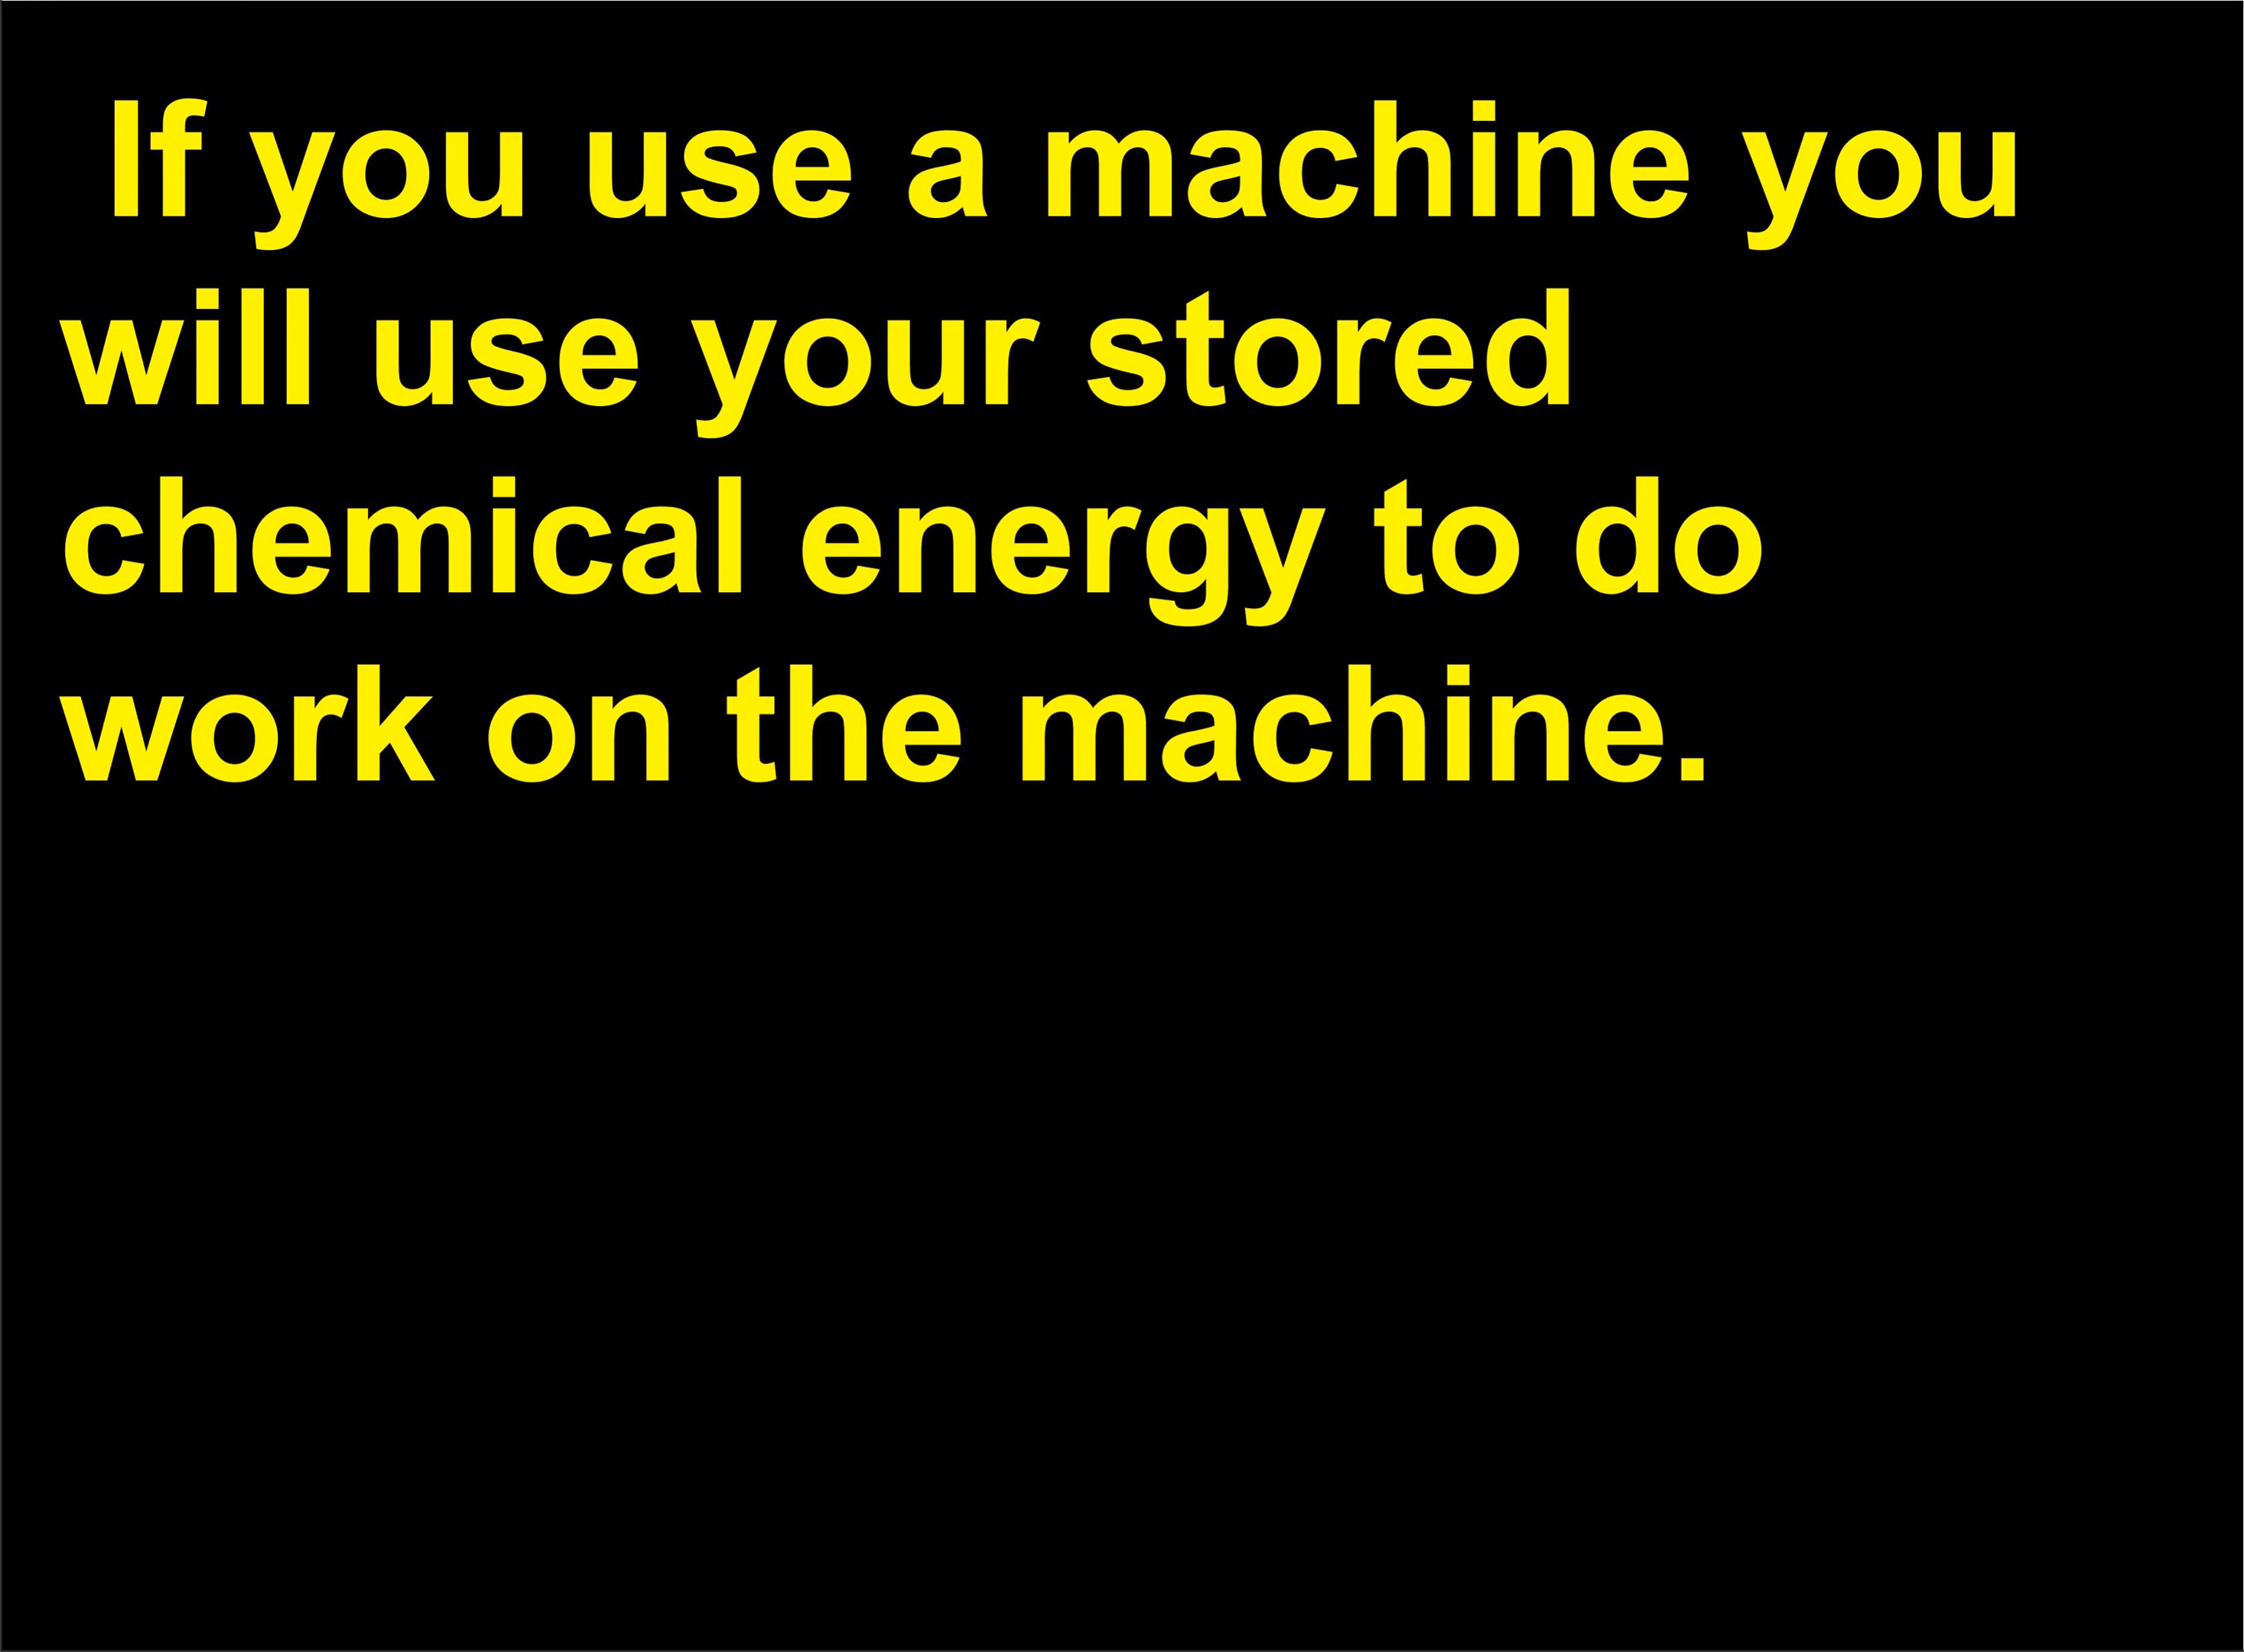 If you use a machine you
will use your stored
chemical energy to do
work on the machine.